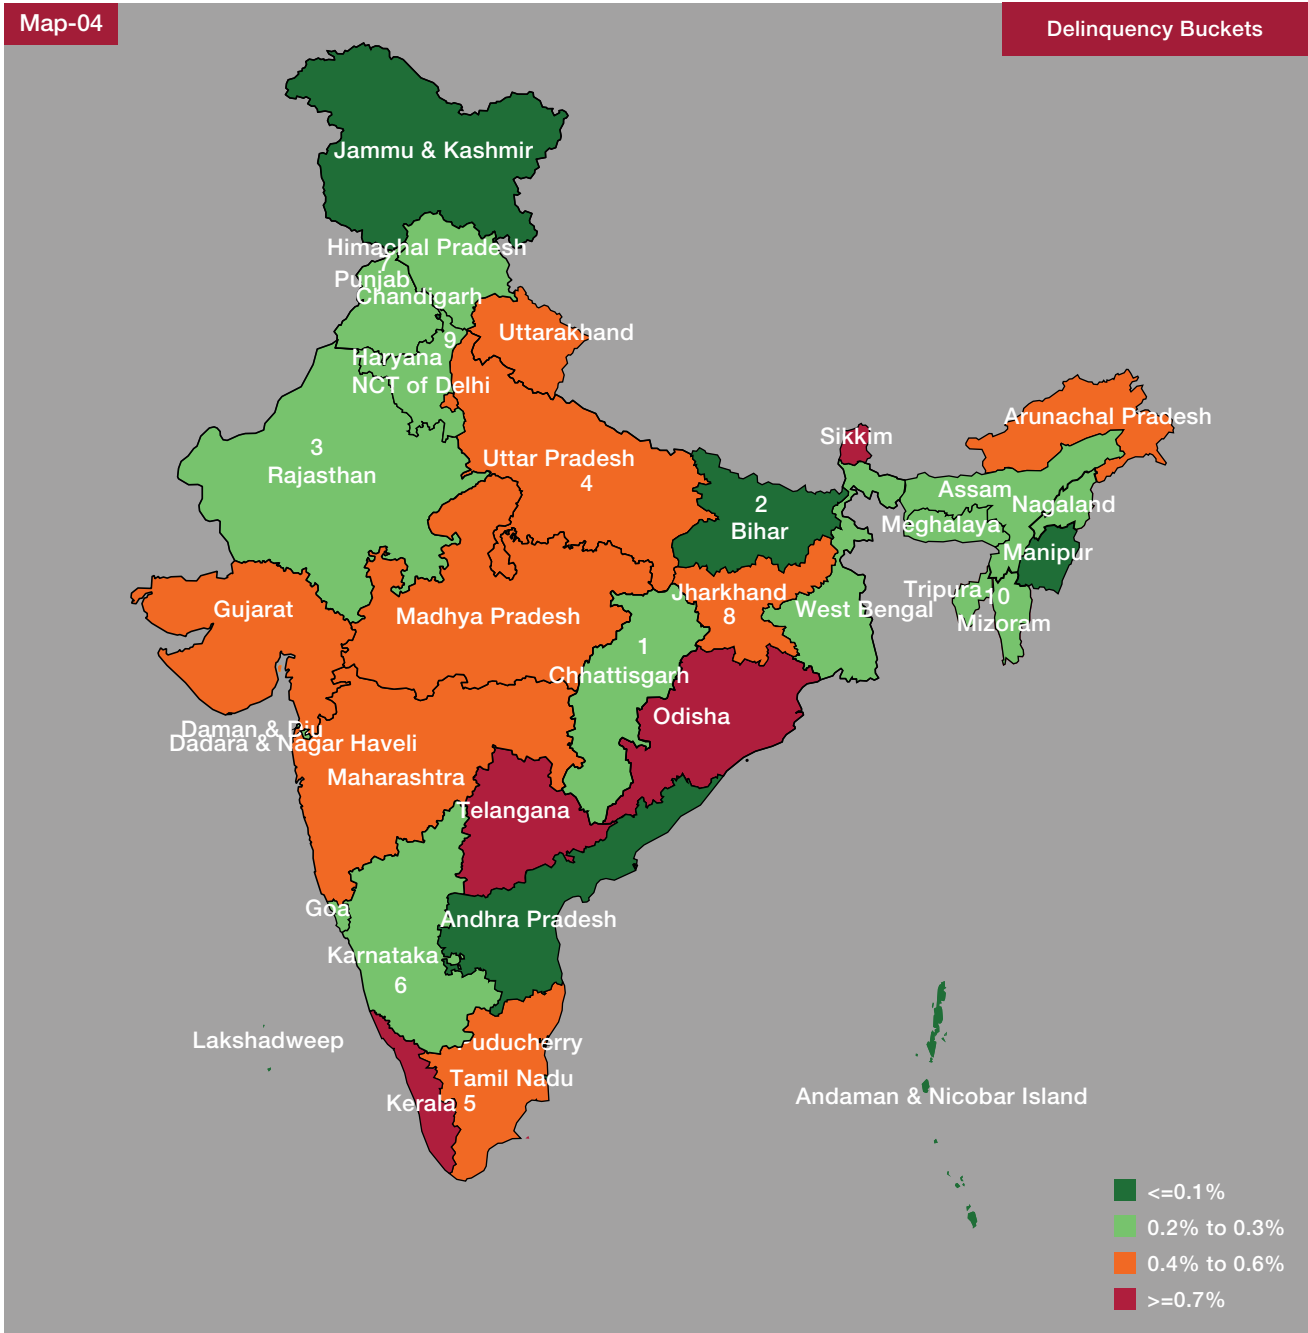 Map-04
Delinquency Buckets
Jammu & Kashmir
Himachal Pradesh
7
Punjab
Chandigarh
Uttarakhand
9
Haryana
NCT of Delhi
Arunachal Pradesh
Sikkim
3
Rajasthan
Uttar Pradesh
4
Assam
Nagaland
2
Bihar
Meghalaya
Manipur
Jharkhand
8
Tripura
10
Mizoram
Gujarat
Madhya Pradesh
West Bengal
1
Chhattisgarh
Odisha
Daman & Diu
Dadara & Nagar Haveli
Maharashtra
Telangana
Goa
Andhra Pradesh
Karnataka
6
Lakshadweep
uducherry
Tamil Nadu
Kerala 5
Andaman & Nicobar Island
<=0.1%
0.2% to 0.3%
0.4% to 0.6%
>=0.7%